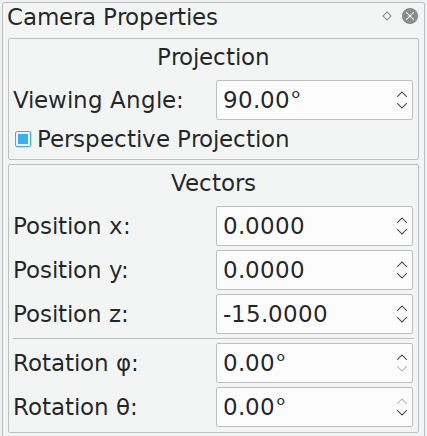 Camera Properties
Projection
Viewing Angle: 90.00°
Perspective Projection
Vectors
Position x: 0.0000
Position y: 0.0000
Position z: -15.0000
Rotation φ: 0.00°
Rotation θ: 0.00°